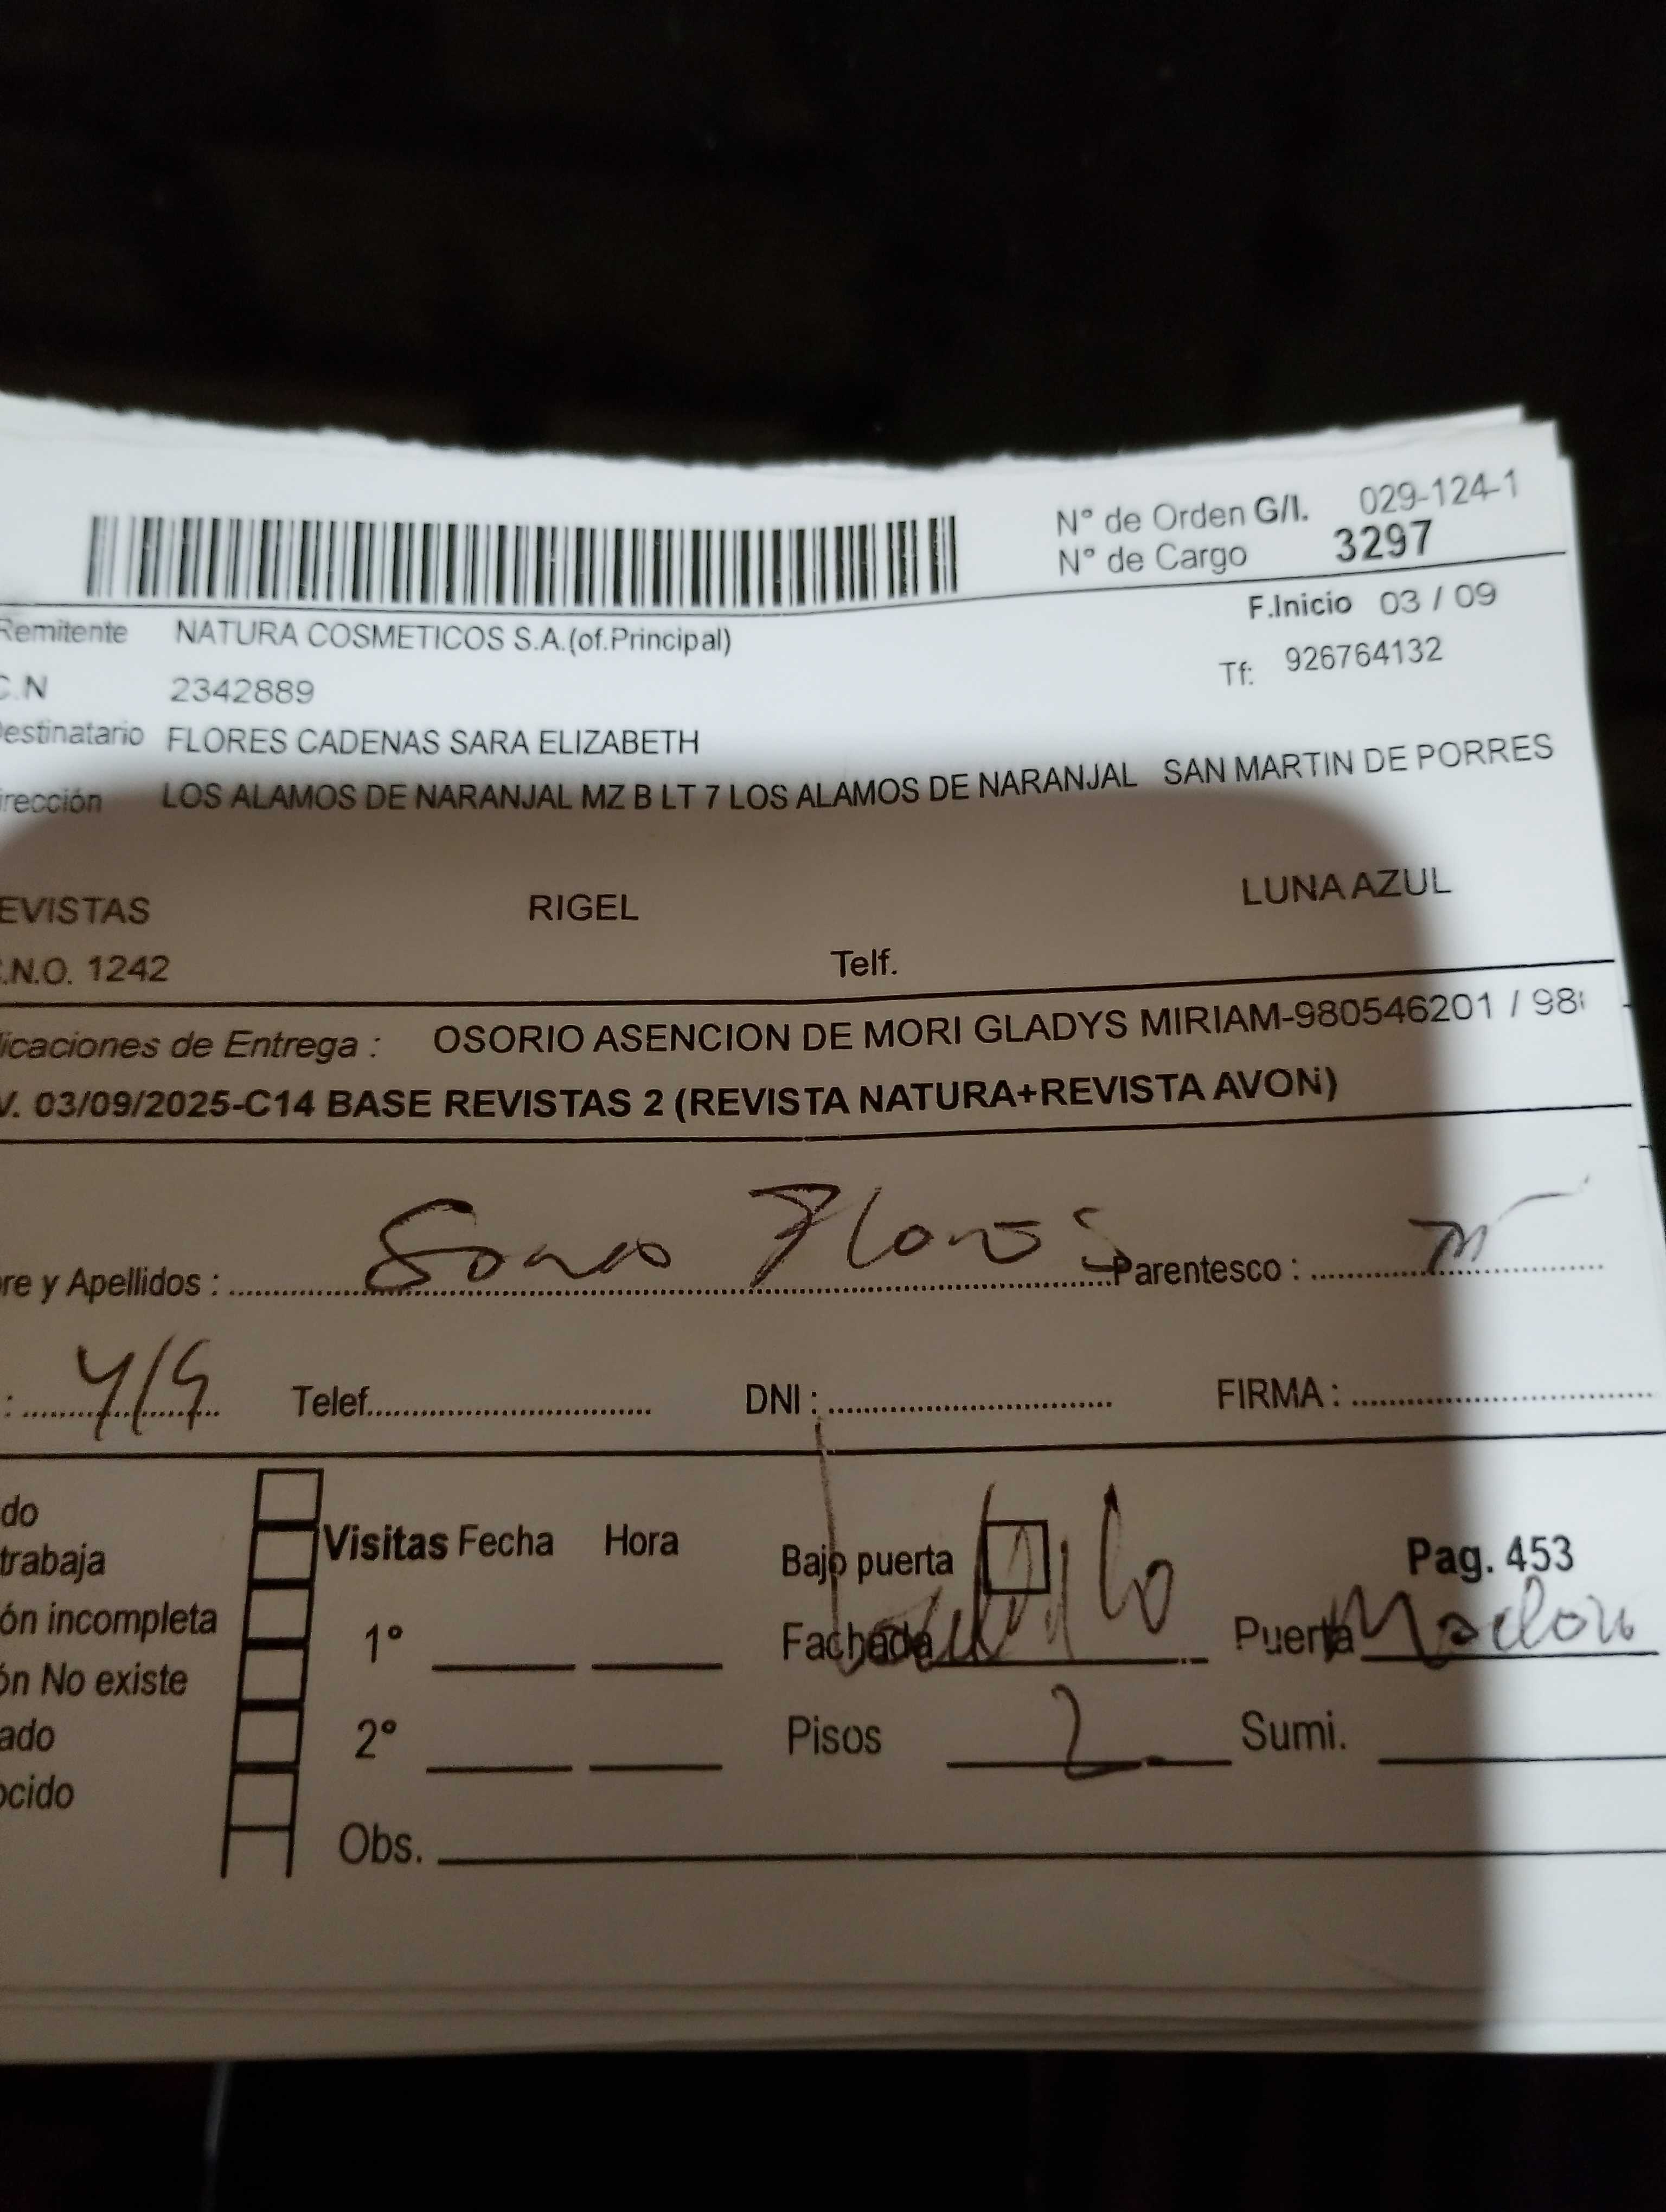 N° de Orden G/I. 029-124-1
N° de Cargo 3297
F.Inicio 03 / 09
Remitente NATURA COSMETICOS S.A.(of.Principal)
Tf: 926764132
C.N 2342889
Destinatario FLORES CADENAS SARA ELIZABETH
irección LOS ALAMOS DE NARANJAL MZ B LT 7 LOS ALAMOS DE NARANJAL SAN MARTIN DE PORRES
EVISTAS RIGEL LUNA AZUL
.N.O. 1242 Telf.
licaciones de Entrega : OSORIO ASENCION DE MORI GLADYS MIRIAM-980546201 / 98
V. 03/09/2025-C14 BASE REVISTAS 2 (REVISTA NATURA+REVISTA AVON)
re y Apellidos : Flores Parentesco :
: 4/9 Telef. DNI : FIRMA :
do
trabaja Visitas Fecha Hora Bajo puerta Pag. 453
ón incompleta 1° Fachada Puerta
ón No existe
ado 2° Pisos 2 Sumi.
ocido
Obs.